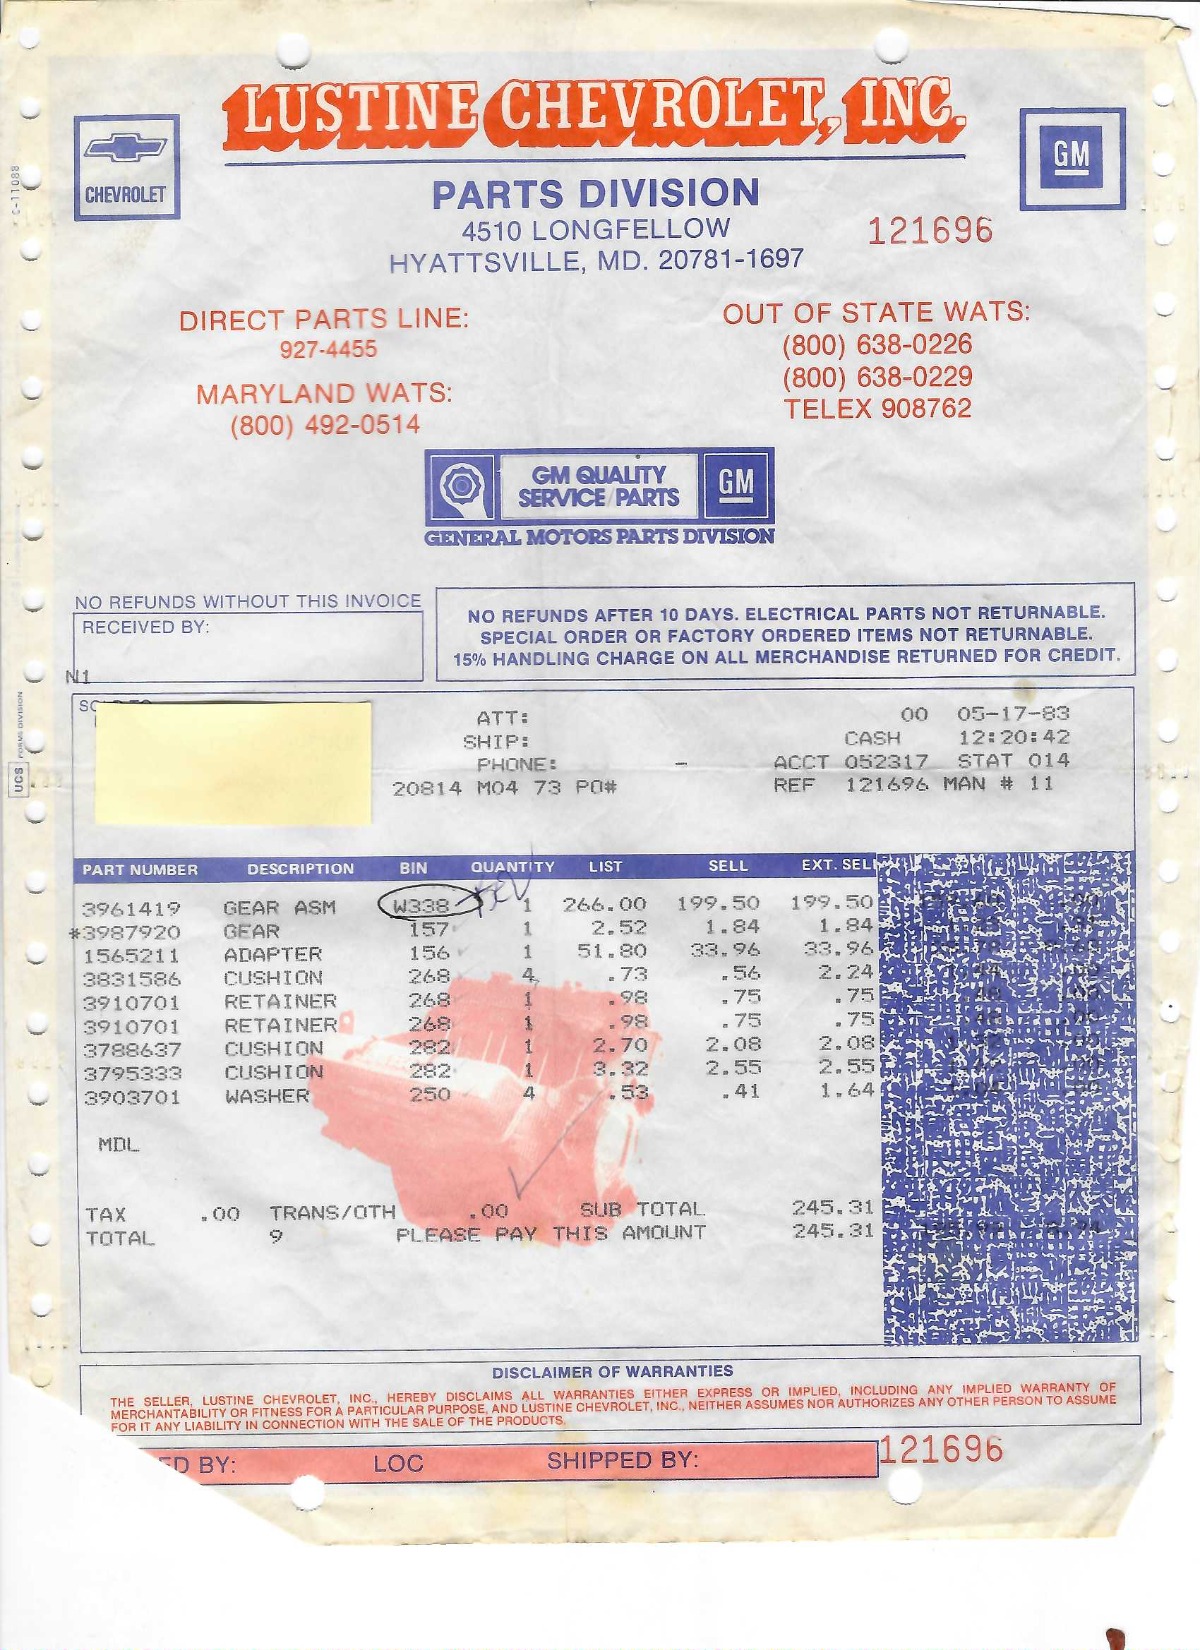 LUSTINE CHEVROLET, INC.
CHEVROLET
GM
PARTS DIVISION
4510 LONGFELLOW
121696
HYATTSVILLE, MD. 20781-1697
C-11088
DIRECT PARTS LINE:
927-4455
MARYLAND WATS:
(800) 492-0514
OUT OF STATE WATS:
(800) 638-0226
(800) 638-0229
TELEX 908762
GM QUALITY
SERVICE/PARTS
GM
GENERAL MOTORS PARTS DIVISION
NO REFUNDS WITHOUT THIS INVOICE
RECEIVED BY:
N1
NO REFUNDS AFTER 10 DAYS. ELECTRICAL PARTS NOT RETURNABLE.
SPECIAL ORDER OR FACTORY ORDERED ITEMS NOT RETURNABLE.
15% HANDLING CHARGE ON ALL MERCHANDISE RETURNED FOR CREDIT.
UCS FORMS DIVISION
ATT: 00 05-17-83
SHIP: CASH 12:20:42
PHONE: - ACCT 052317 STAT 014
20814 M04 73 PO# REF 121696 MAN # 11
PART NUMBER DESCRIPTION BIN QUANTITY LIST SELL EXT. SELL
3961419 GEAR ASM W338 1 266.00 199.50 199.50
*3987920 GEAR 157 1 2.52 1.84 1.84
1565211 ADAPTER 156 1 51.80 33.96 33.96
3831586 CUSHION 268 4 .73 .56 2.24
3910701 RETAINER 268 1 .98 .75 .75
3910701 RETAINER 268 1 .98 .75 .75
3788637 CUSHION 282 1 2.70 2.08 2.08
3795333 CUSHION 282 1 3.32 2.55 2.55
3903701 WASHER 250 4 .53 .41 1.64
MDL
TAX .00 TRANS/OTH .00 SUB TOTAL 245.31
TOTAL 9 PLEASE PAY THIS AMOUNT 245.31
DISCLAIMER OF WARRANTIES
THE SELLER, LUSTINE CHEVROLET, INC., HEREBY DISCLAIMS ALL WARRANTIES EITHER EXPRESS OR IMPLIED, INCLUDING ANY IMPLIED WARRANTY OF
MERCHANTABILITY OR FITNESS FOR A PARTICULAR PURPOSE, AND LUSTINE CHEVROLET, INC., NEITHER ASSUMES NOR AUTHORIZES ANY OTHER PERSON TO ASSUME
FOR IT ANY LIABILITY IN CONNECTION WITH THE SALE OF THE PRODUCTS.
ED BY: LOC SHIPPED BY: 121696